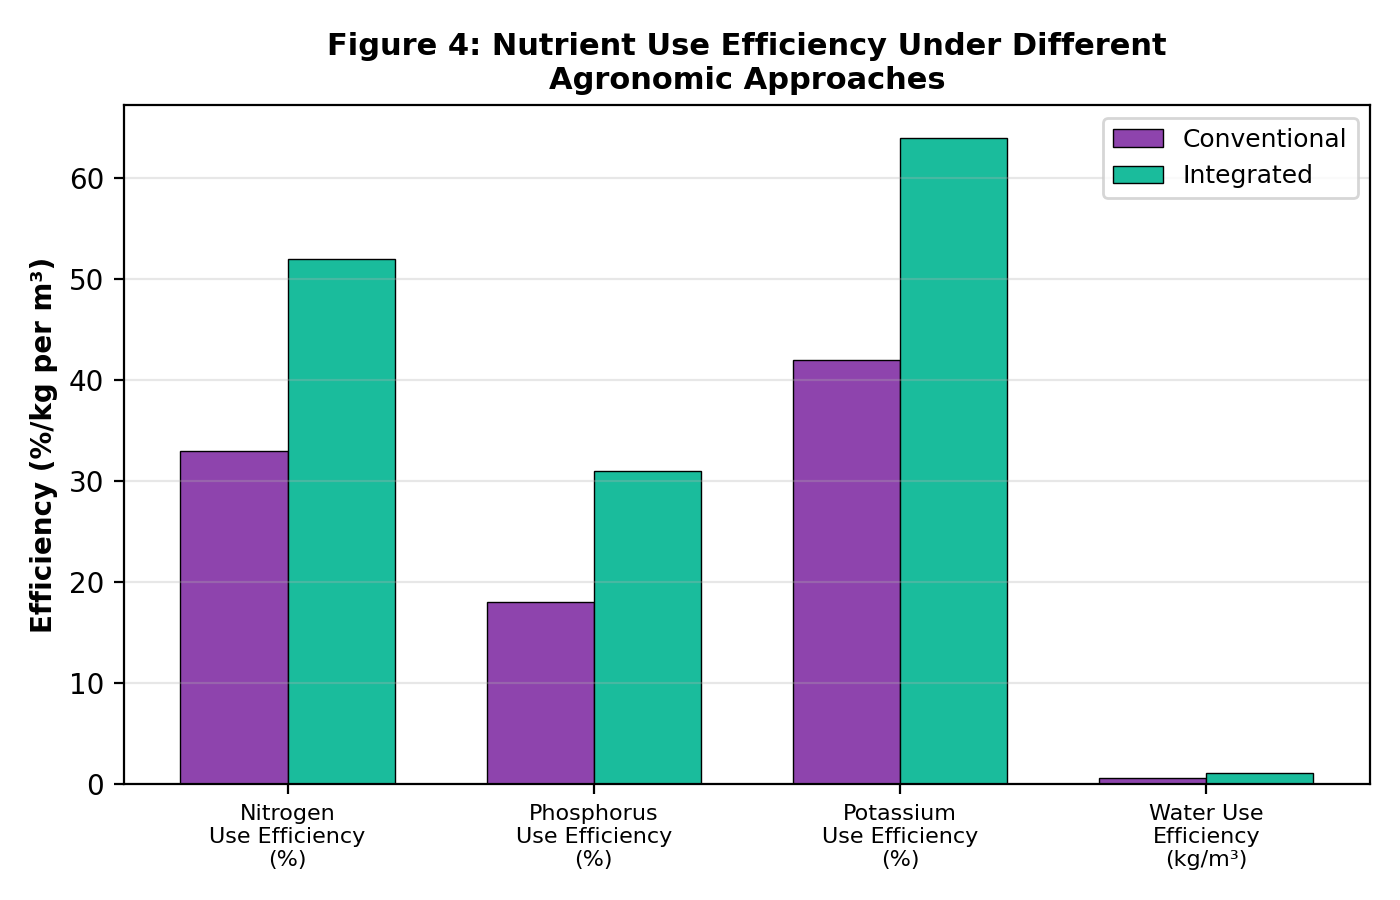 Figure 4: Nutrient Use Efficiency Under Different
Agronomic Approaches
Conventional
Integrated
Efficiency (%/kg per m³)
60
50
40
30
20
10
0
Nitrogen
Use Efficiency
(%)
Phosphorus
Use Efficiency
(%)
Potassium
Use Efficiency
(%)
Water Use
Efficiency
(kg/m³)